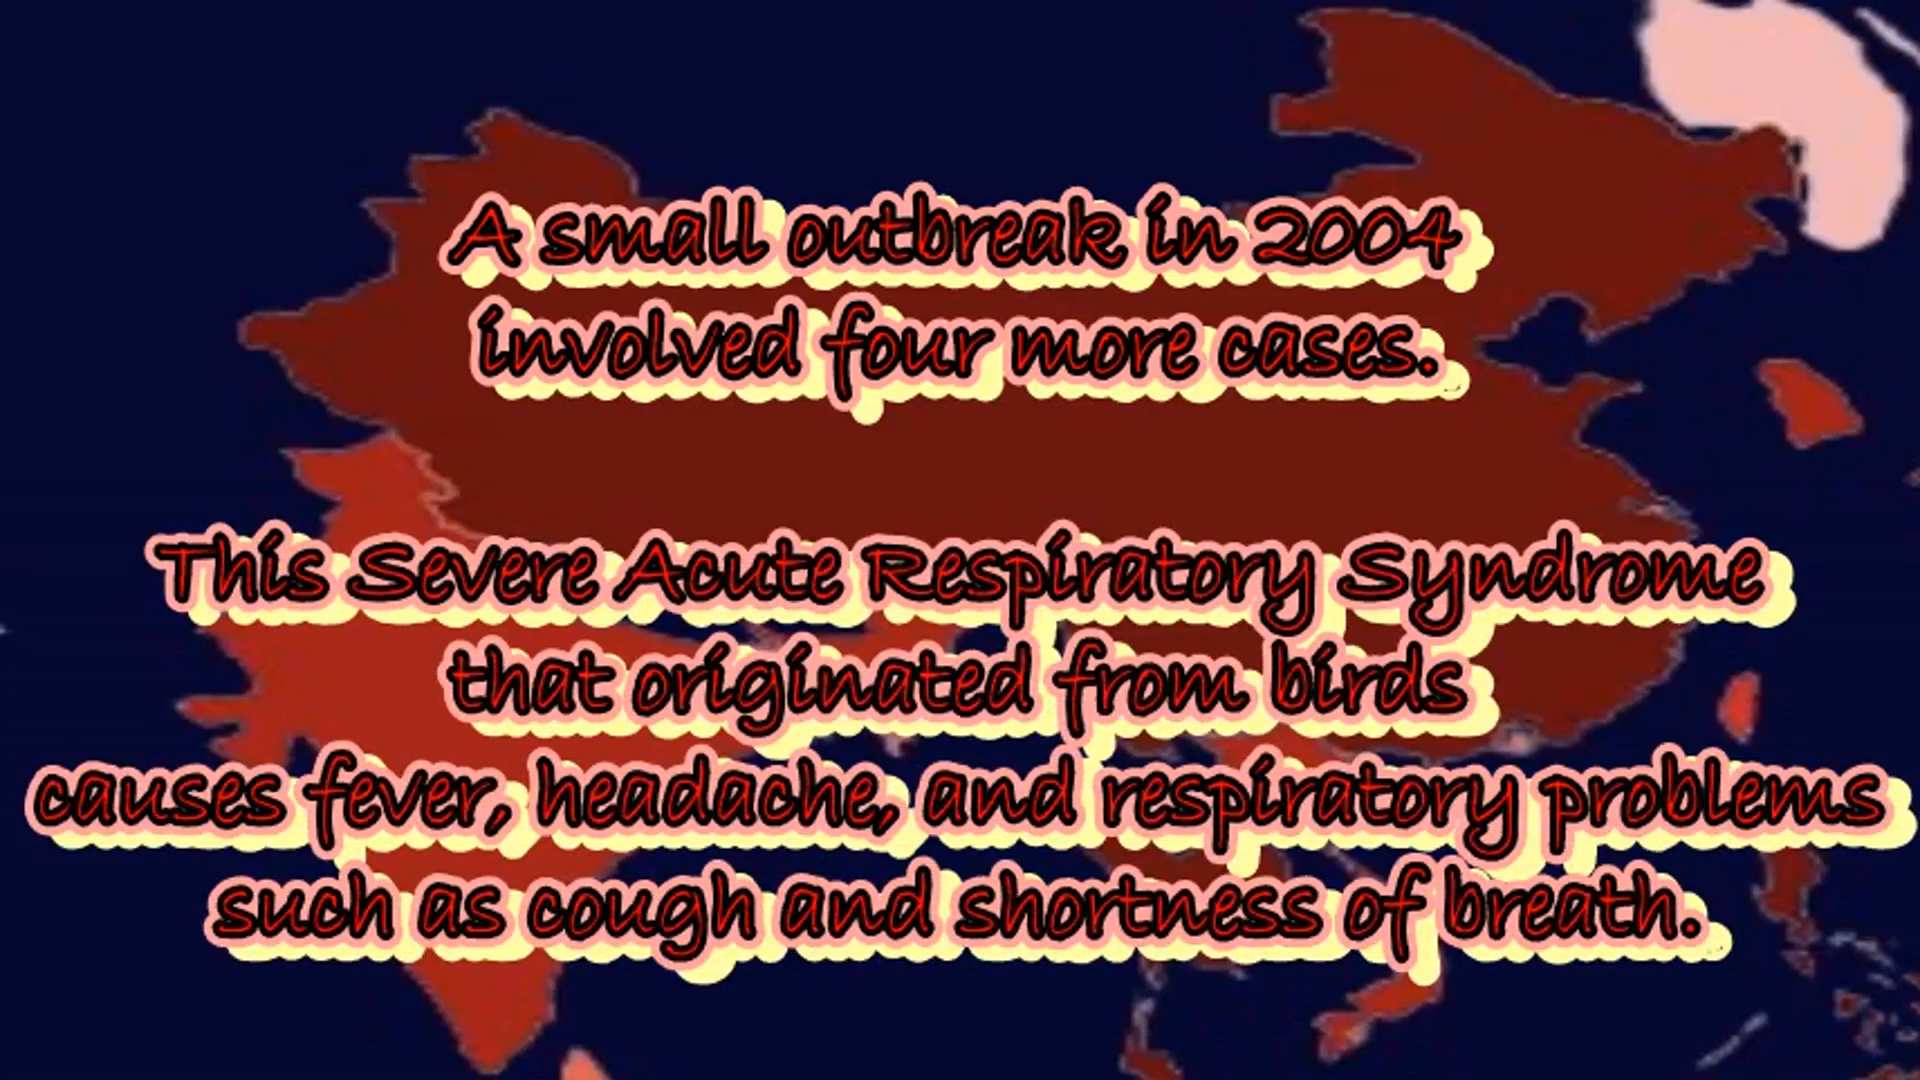 A small outbreak in 2004
involved four more cases.
This Severe Acute Respiratory Syndrome
that originated from birds
causes fever, headache, and respiratory problems
such as cough and shortness of breath.